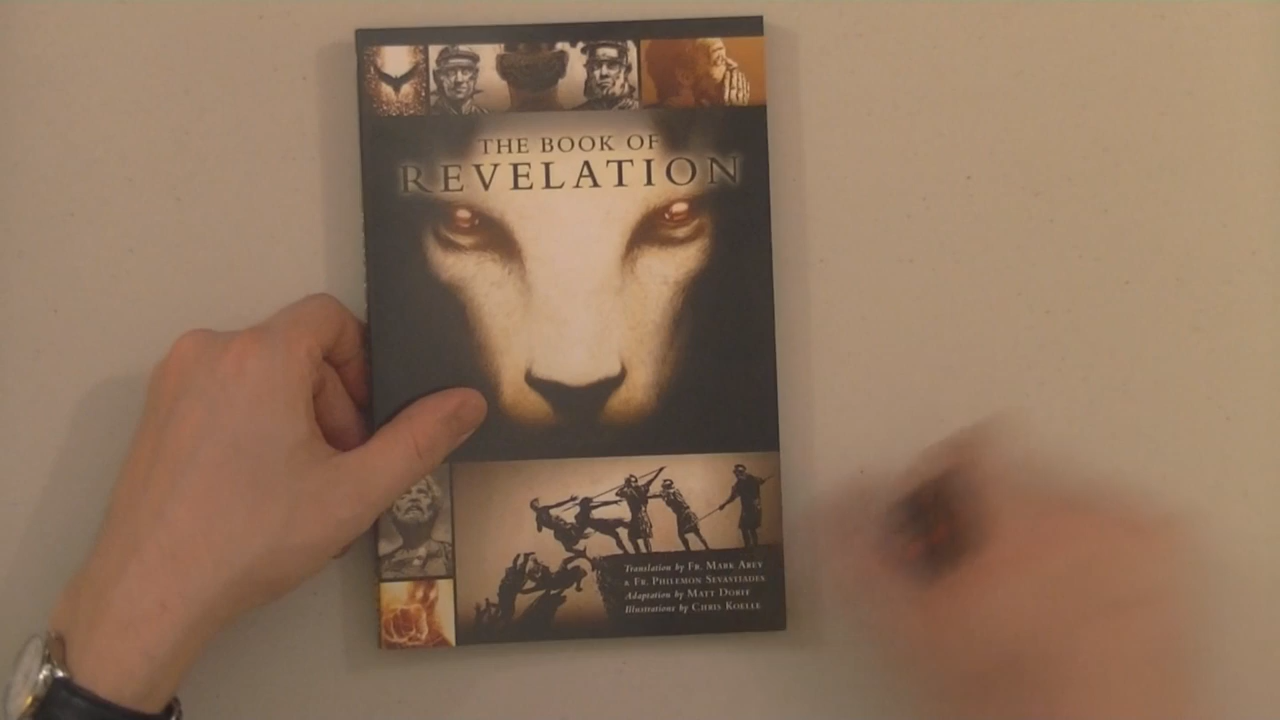 THE BOOK OF
REVELATION
Translation by FR. MARK AREY
& FR. PHILEMON SEVASTIADES
Adaptation by MATT DORFF
Illustrations by CHRIS KOELLE